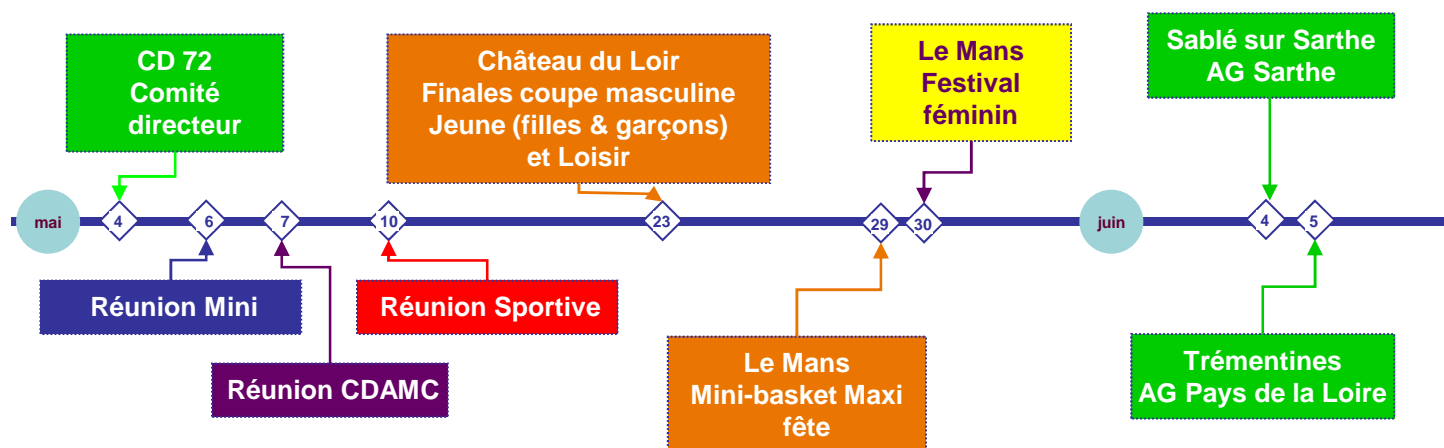 CD 72
Comité
directeur
Château du Loir
Finales coupe masculine
Jeune (filles & garçons)
et Loisir
Le Mans
Festival
féminin
Sablé sur Sarthe
AG Sarthe
mai
4
6
7
10
23
29
30
juin
4
5
Réunion Mini
Réunion Sportive
Réunion CDAMC
Le Mans
Mini-basket Maxi
fête
Trémentines
AG Pays de la Loire